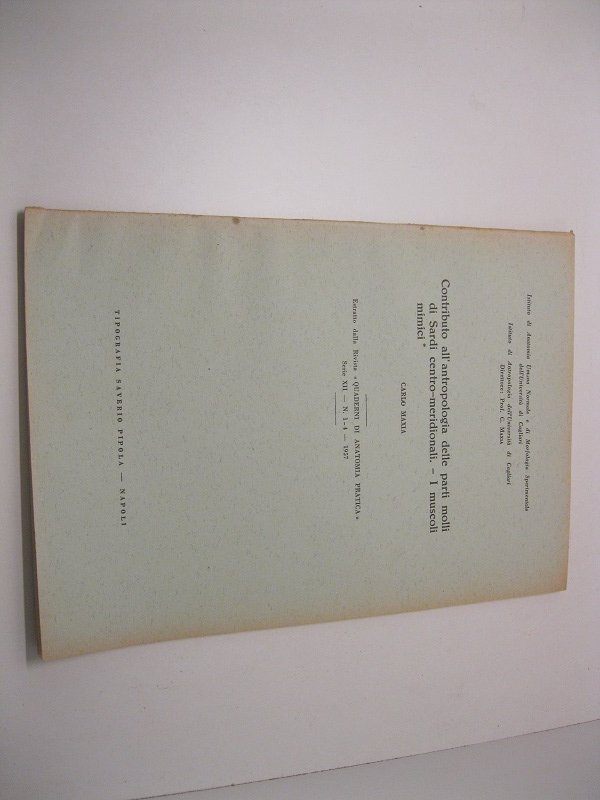 Istituto di Anatomia Umana Normale e di Morfologia Sperimentale
dell'Università di Cagliari
Istituto di Antropologia dell'Università di Cagliari
Direttore: Prof. C. MAXIA
Contributo all'antropologia delle parti molli
di Sardi centro-meridionali. – I muscoli
mimici *
CARLO MAXIA
Estratto dalla Rivista « QUADERNI DI ANATOMIA PRATICA »
Serie XII — N. 1-4 — 1957
TIPOGRAFIA SAVERIO PIPOLA — NAPOLI